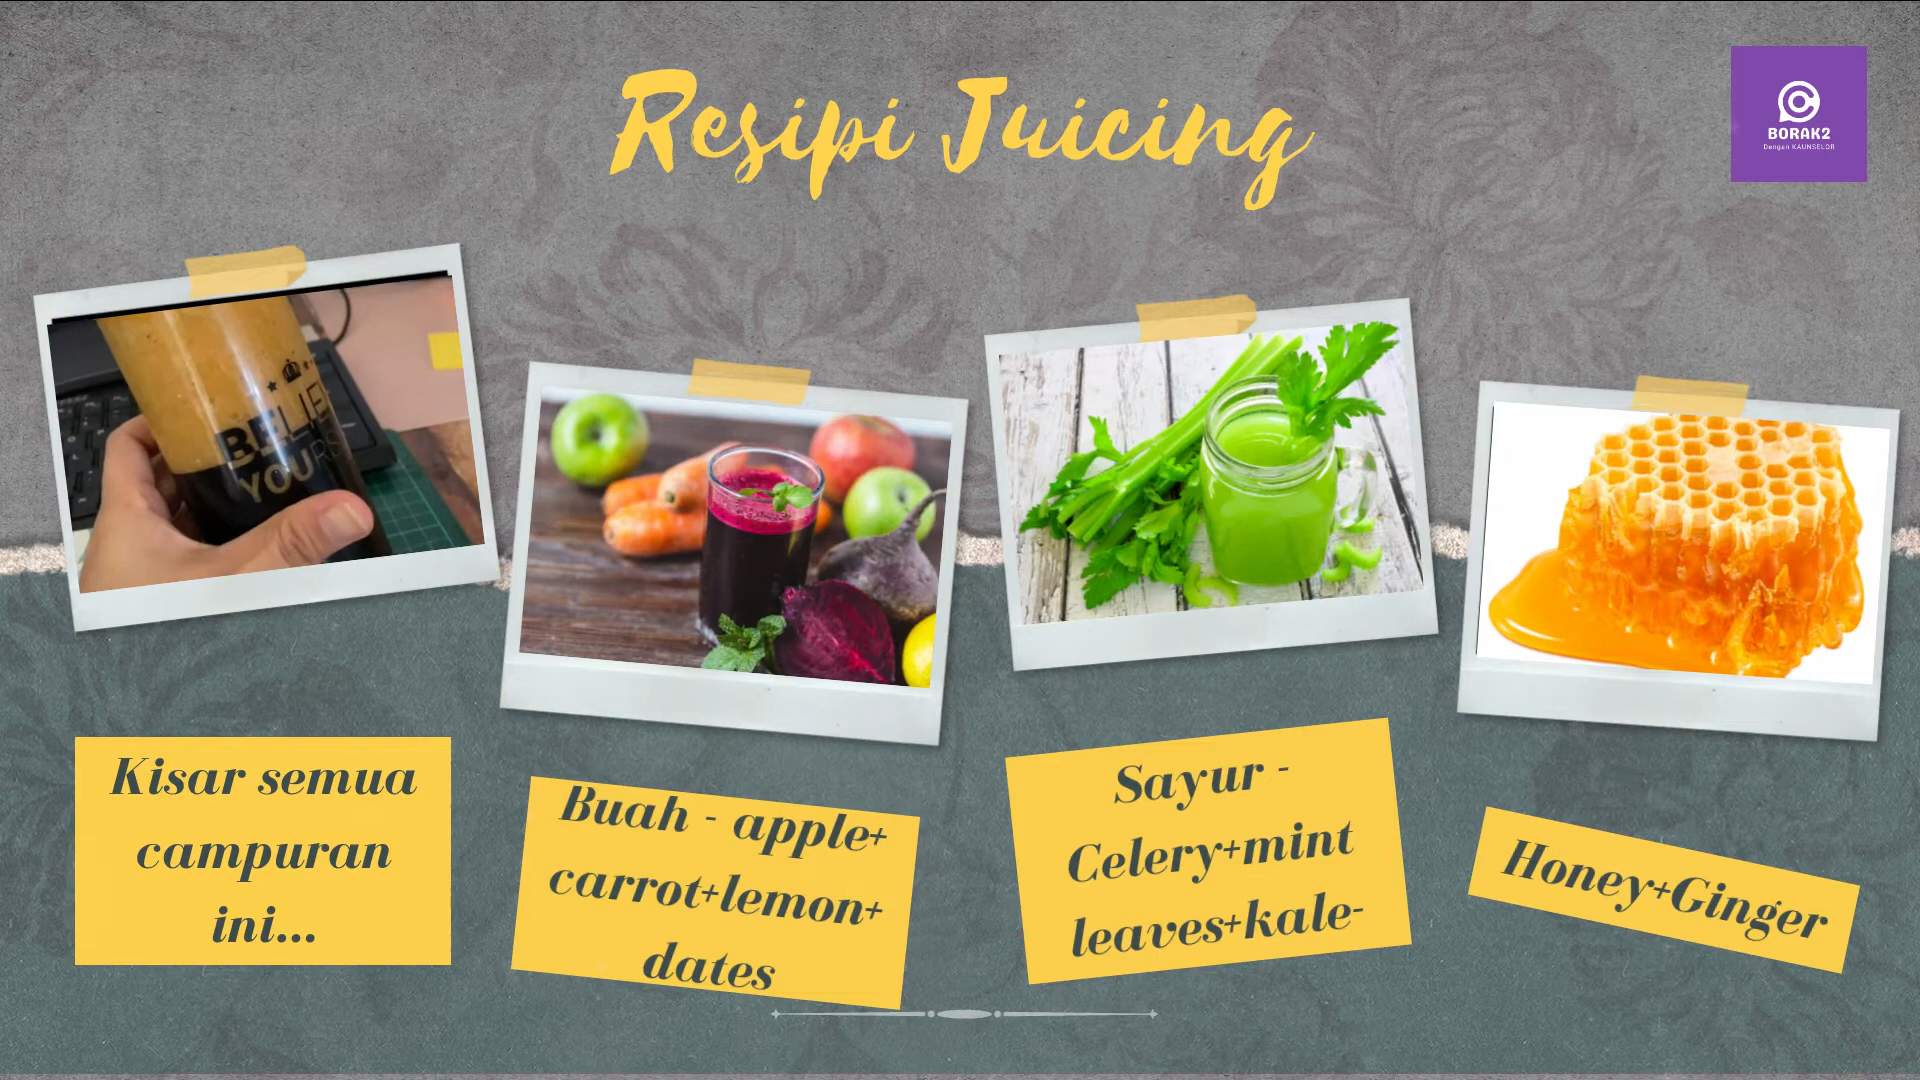 Resipi Juicing
BORAK2
Dengan KAUNSELOR
BELIE
YOURS
Kisar semua
campuran
ini...
Buah - apple+
carrot+lemon+
dates
Sayur -
Celery+mint
leaves+kale-
Honey+Ginger